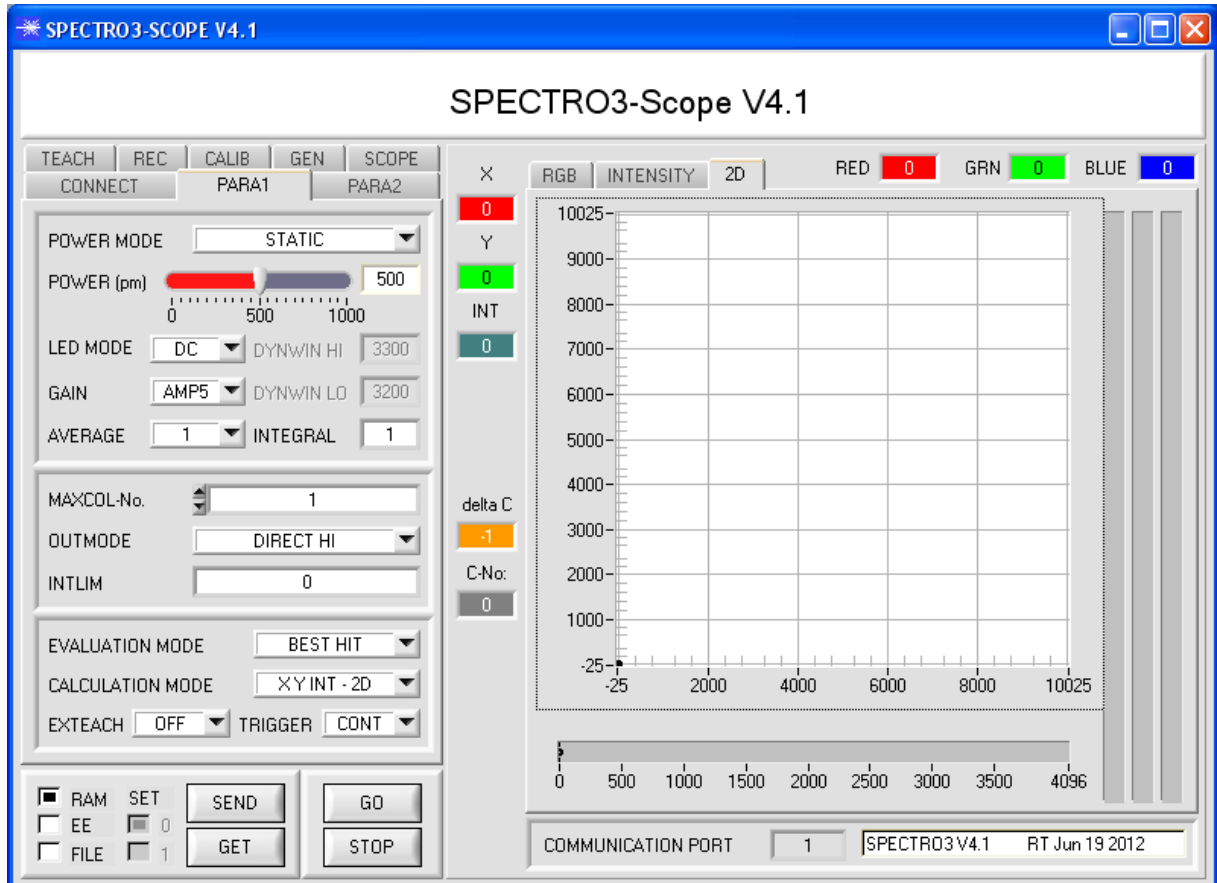 SPECTRO3-SCOPE V4.1
SPECTRO3-Scope V4.1
TEACH REC CALIB GEN SCOPE
CONNECT PARA1 PARA2
POWER MODE STATIC
POWER (pm) 500
0 500 1000
LED MODE DC DYNWIN HI 3300
GAIN AMP5 DYNWIN LO 3200
AVERAGE 1 INTEGRAL 1
MAXCOL-No. 1
OUTMODE DIRECT HI
INTLIM 0
EVALUATION MODE BEST HIT
CALCULATION MODE X Y INT - 2D
EXTEACH OFF TRIGGER CONT
RAM SET SEND GO
EE 0
FILE 1 GET STOP
X
0
Y
0
INT
0
delta C
-1
C-No:
0
RGB INTENSITY 2D RED 0 GRN 0 BLUE 0
10025
9000
8000
7000
6000
5000
4000
3000
2000
1000
-25
-25 2000 4000 6000 8000 10025
0 500 1000 1500 2000 2500 3000 3500 4096
COMMUNICATION PORT 1 SPECTRO3 V4.1 RT Jun 19 2012